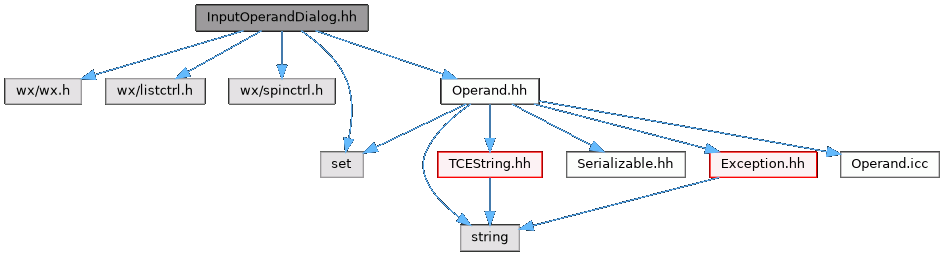 InputOperandDialog.hh
wx/wx.h
wx/listctrl.h
wx/spinctrl.h
Operand.hh
set
TCEString.hh
Serializable.hh
Exception.hh
Operand.icc
string